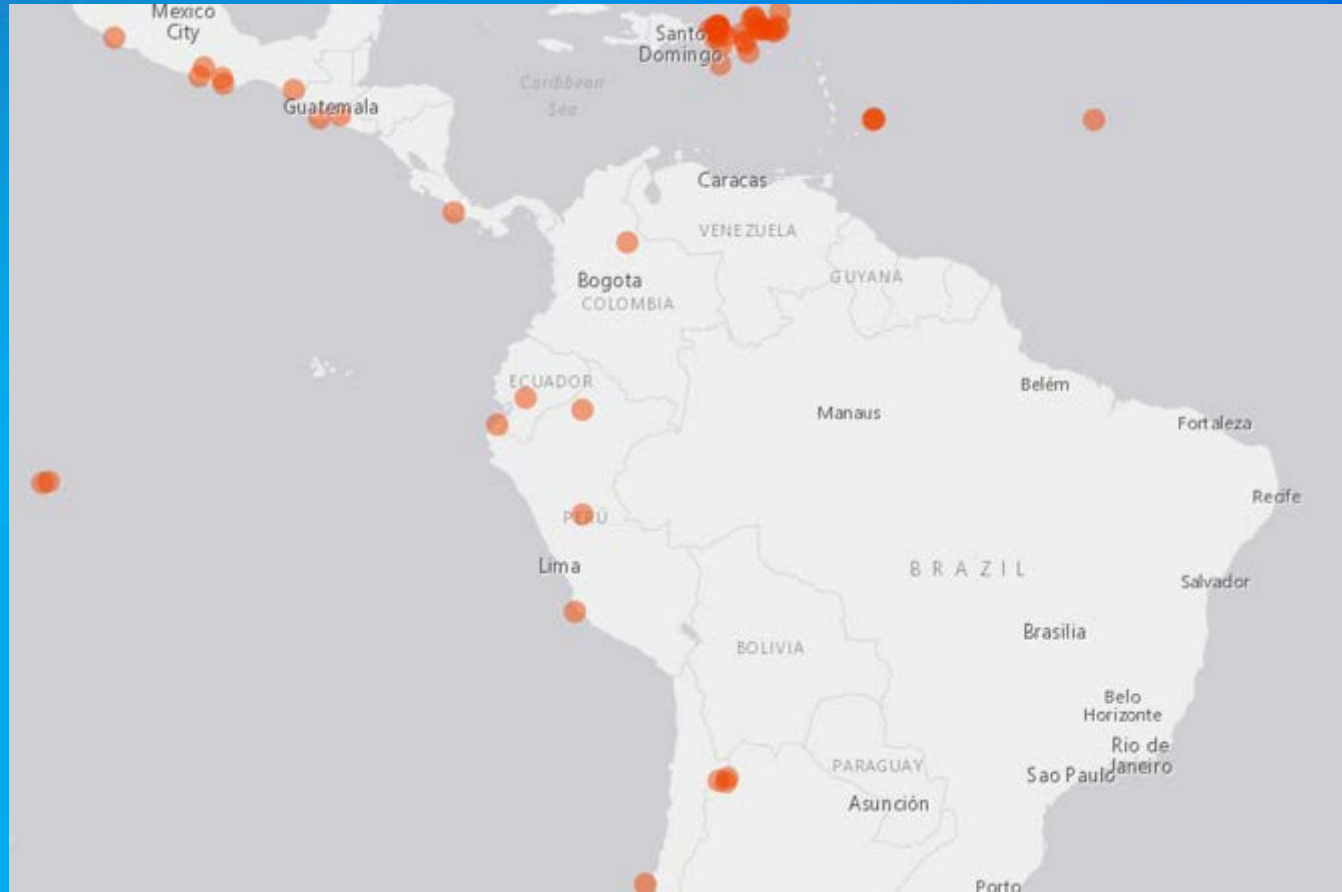 Mexico
City
Santo
Domingo
Caribbean
Sea
Guatemala
Caracas
VENEZUELA
GUYANA
Bogota
COLOMBIA
ECUADOR
Belém
Manaus
Fortaleza
Recife
PERÚ
Lima
BRAZIL
Salvador
Brasilia
BOLIVIA
Belo
Horizonte
Rio de
Janeiro
PARAGUAY
Sao Paulo
Asunción
Porto